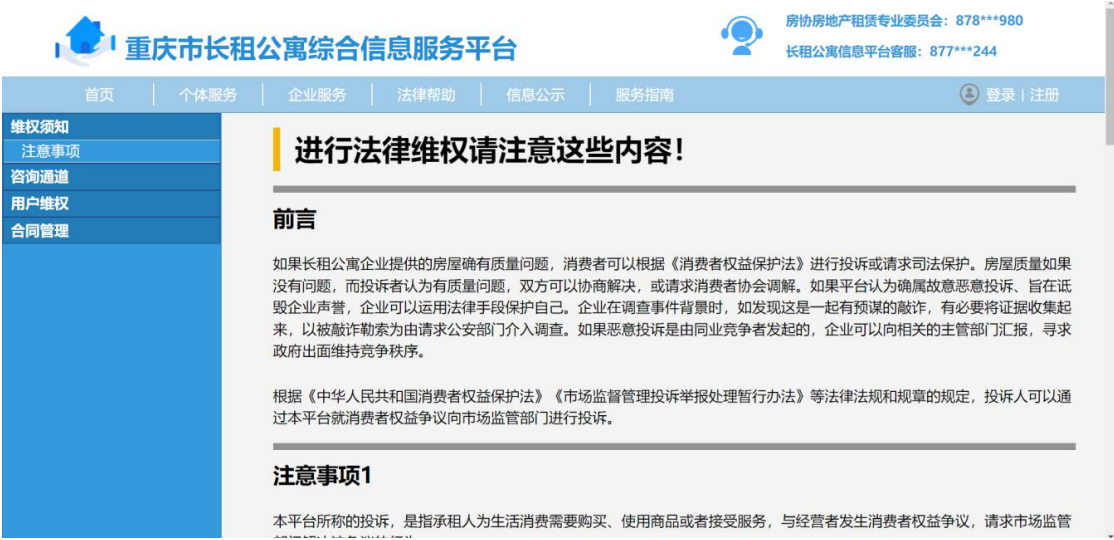 重庆市长租公寓综合信息服务平台
房协房地产租赁专业委员会：878***980
长租公寓信息平台客服：877***244
首页 | 个体服务 | 企业服务 | 法律帮助 | 信息公示 | 服务指南
登录 | 注册
维权须知
注意事项
咨询通道
用户维权
合同管理
进行法律维权请注意这些内容！
前言
如果长租公寓企业提供的房屋确有质量问题，消费者可以根据《消费者权益保护法》进行投诉或请求司法保护。房屋质量如果
没有问题，而投诉者认为有质量问题，双方可以协商解决，或请求消费者协会调解。如果平台认为确属故意恶意投诉、旨在诋
毁企业声誉，企业可以运用法律手段保护自己。企业在调查事件背景时，如发现这是一起有预谋的敲诈，有必要将证据收集起
来，以被敲诈勒索为由请求公安部门介入调查。如果恶意投诉是由同业竞争者发起的，企业可以向相关的主管部门汇报，寻求
政府出面维持竞争秩序。
根据《中华人民共和国消费者权益保护法》《市场监督管理投诉举报处理暂行办法》等法律法规和规章的规定，投诉人可以通
过本平台就消费者权益争议向市场监管部门进行投诉。
注意事项1
本平台所称的投诉，是指承租人为生活消费需要购买、使用商品或者接受服务，与经营者发生消费者权益争议，请求市场监管